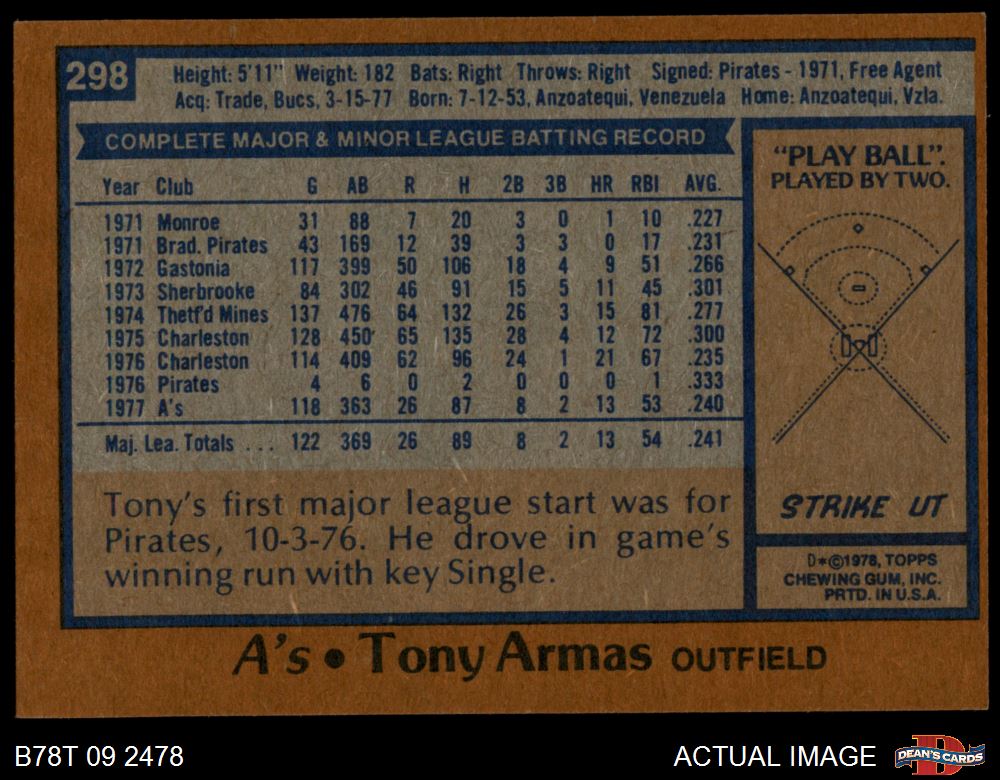 298
Height: 5'11" Weight: 182 Bats: Right Throws: Right Signed: Pirates - 1971, Free Agent
Acq: Trade, Bucs, 3-15-77 Born: 7-12-53, Anzoatequi, Venezuela Home: Anzoatequi, Vzla.
COMPLETE MAJOR & MINOR LEAGUE BATTING RECORD
Year Club G AB R H 2B 3B HR RBI AVG.
1971 Monroe 31 88 7 20 3 0 1 10 .227
1971 Brad. Pirates 43 169 12 39 3 3 0 17 .231
1972 Gastonia 117 399 50 106 18 4 9 51 .266
1973 Sherbrooke 84 302 46 91 15 5 11 45 .301
1974 Thetf'd Mines 137 476 64 132 26 3 15 81 .277
1975 Charleston 128 450 65 135 28 4 12 72 .300
1976 Charleston 114 409 62 96 24 1 21 67 .235
1976 Pirates 4 6 0 2 0 0 0 1 .333
1977 A's 118 363 26 87 8 2 13 53 .240
Maj. Lea. Totals . . . 122 369 26 89 8 2 13 54 .241
Tony's first major league start was for
Pirates, 10-3-76. He drove in game's
winning run with key Single.
"PLAY BALL".
PLAYED BY TWO.
STRIKE UT
D*©1978, TOPPS
CHEWING GUM, INC.
PRTD. IN U.S.A.
A's • Tony Armas OUTFIELD
B78T 09 2478
ACTUAL IMAGE
D
DEAN'S CARDS